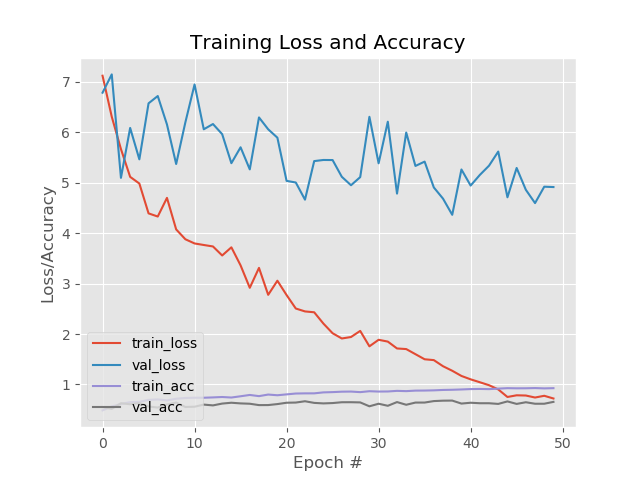 Training Loss and Accuracy
7
6
5
4
3
2
1
Loss/Accuracy
train_loss
val_loss
train_acc
val_acc
0 10 20 30 40 50
Epoch #